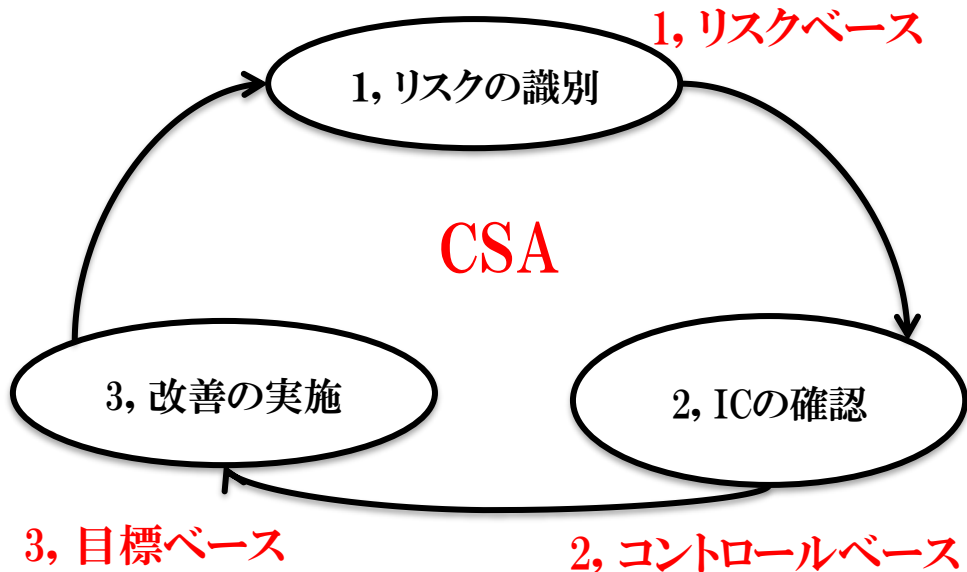 1, リスクベース
1, リスクの識別
CSA
3, 改善の実施
2, ICの確認
3, 目標ベース
2, コントロールベース